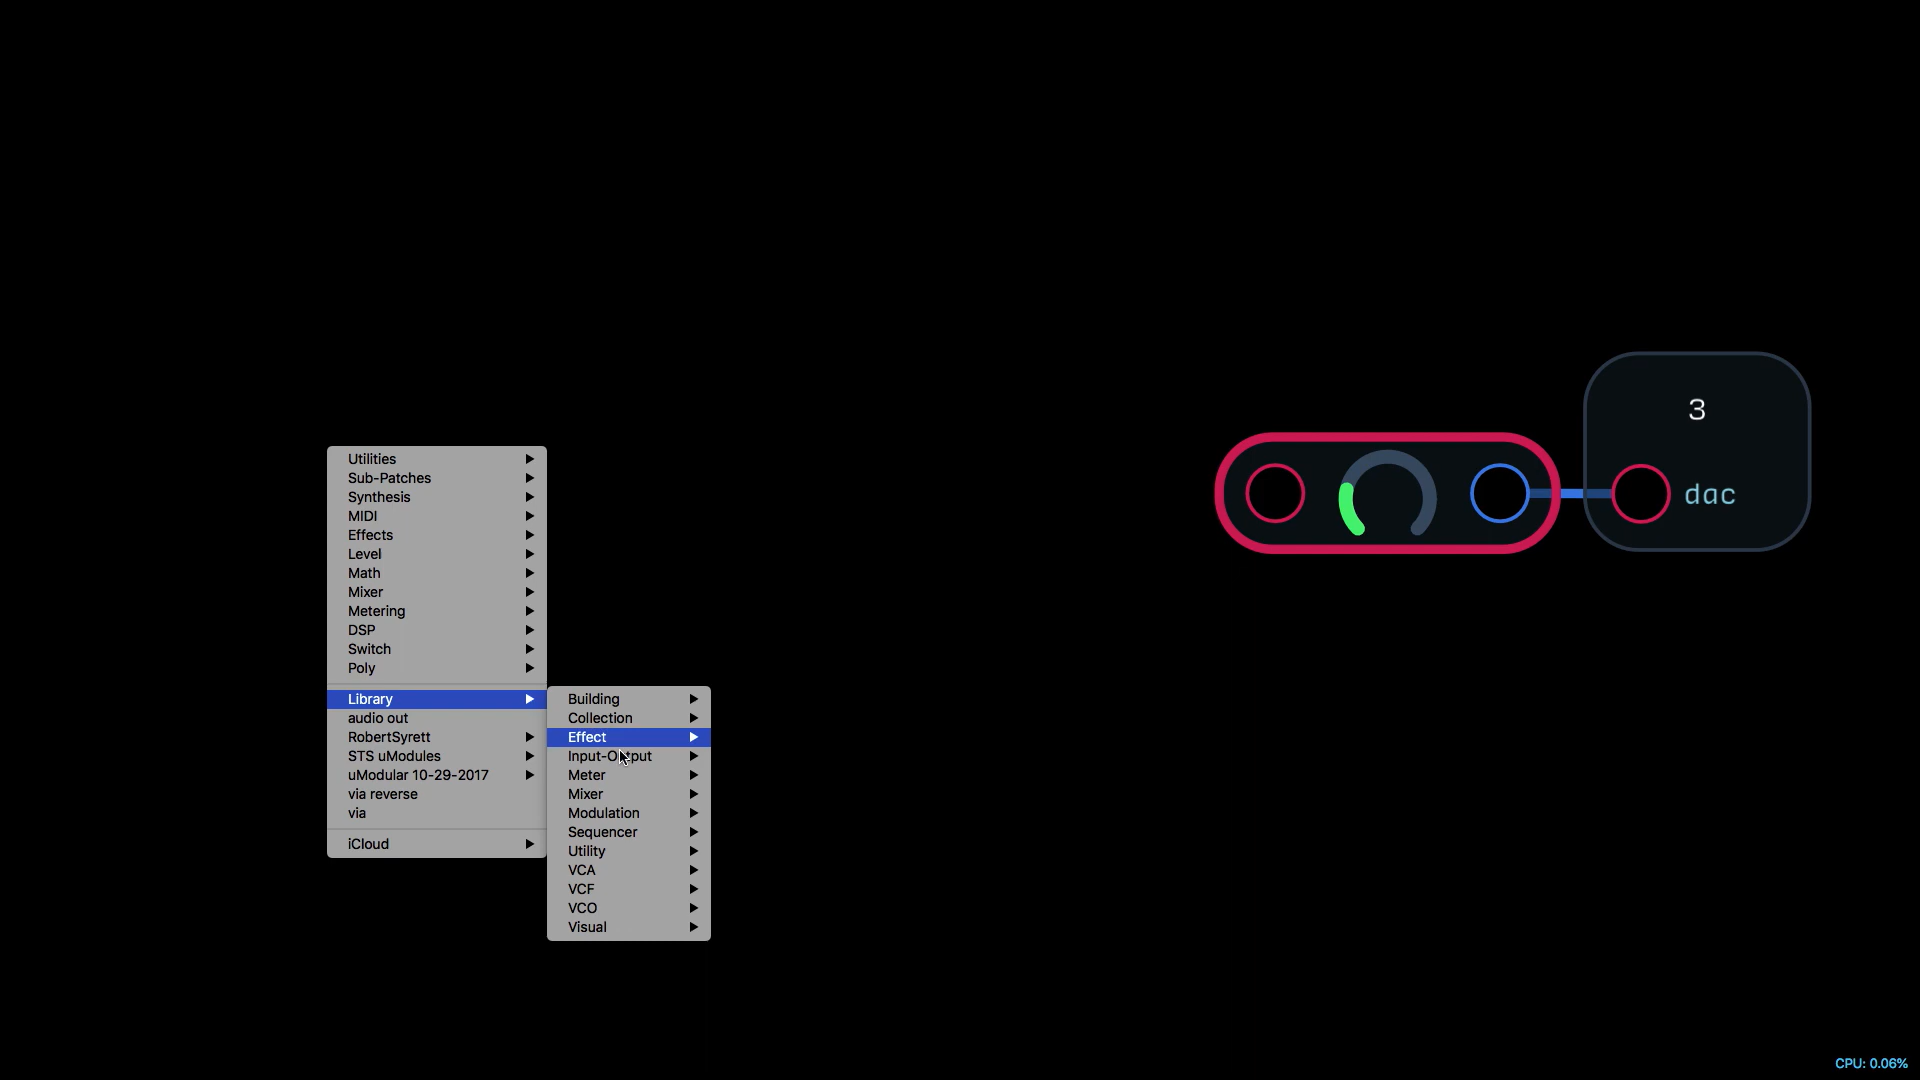 3
dac
Utilities
Sub-Patches
Synthesis
MIDI
Effects
Level
Math
Mixer
Metering
DSP
Switch
Poly
Library
audio out
RobertSyrett
STS uModules
uModular 10-29-2017
via reverse
via
iCloud
Building
Collection
Effect
Input-Output
Meter
Mixer
Modulation
Sequencer
Utility
VCA
VCF
VCO
Visual
CPU: 0.06%